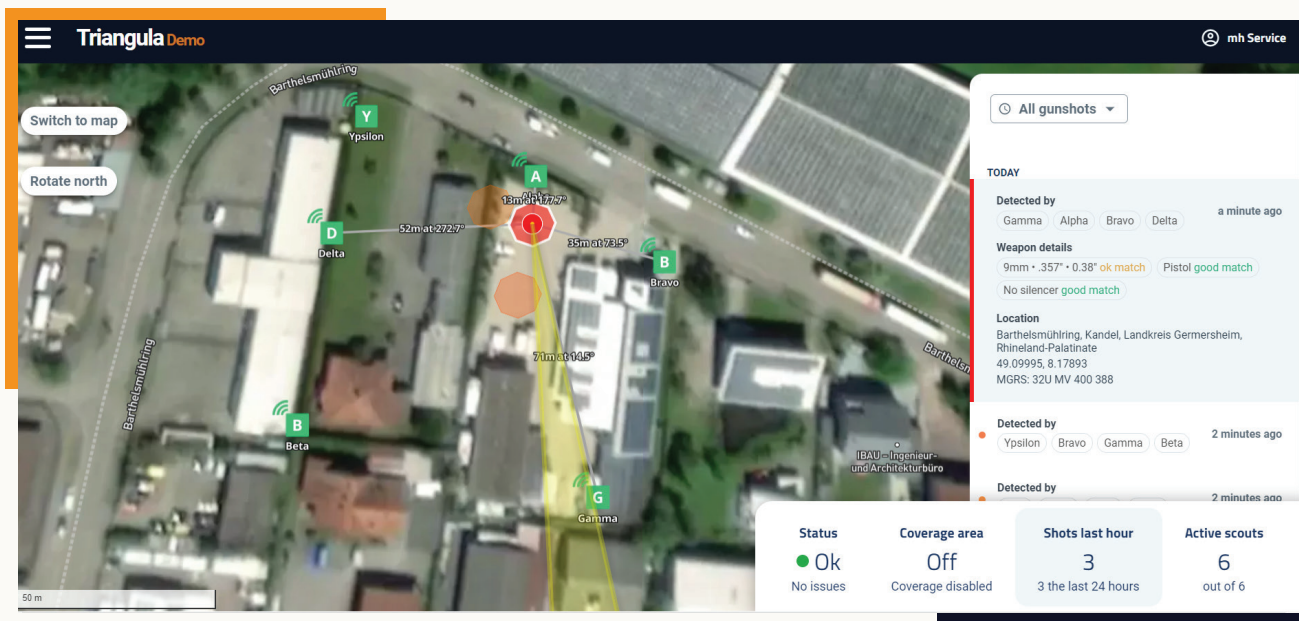 Triangula Demo
mh Service
Switch to map
Rotate north
Barthelsmühlring
Y
Ypsilon
A
13m at 177.7°
D
Delta
52m at 272.7°
35m at 73.5°
B
Bravo
71m at 14.5°
Barthelsmühlring
B
Beta
G
Gamma
IBAU – Ingenieur-
und Architekturbüro
50 m
All gunshots
TODAY
Detected by
a minute ago
Gamma Alpha Bravo Delta
Weapon details
9mm • .357" • 0.38" ok match Pistol good match
No silencer good match
Location
Barthelsmühlring, Kandel, Landkreis Germersheim,
Rhineland-Palatinate
49.09995, 8.17893
MGRS: 32U MV 400 388
Detected by
2 minutes ago
Ypsilon Bravo Gamma Beta
Detected by
2 minutes ago
Status
Ok
No issues
Coverage area
Off
Coverage disabled
Shots last hour
3
3 the last 24 hours
Active scouts
6
out of 6